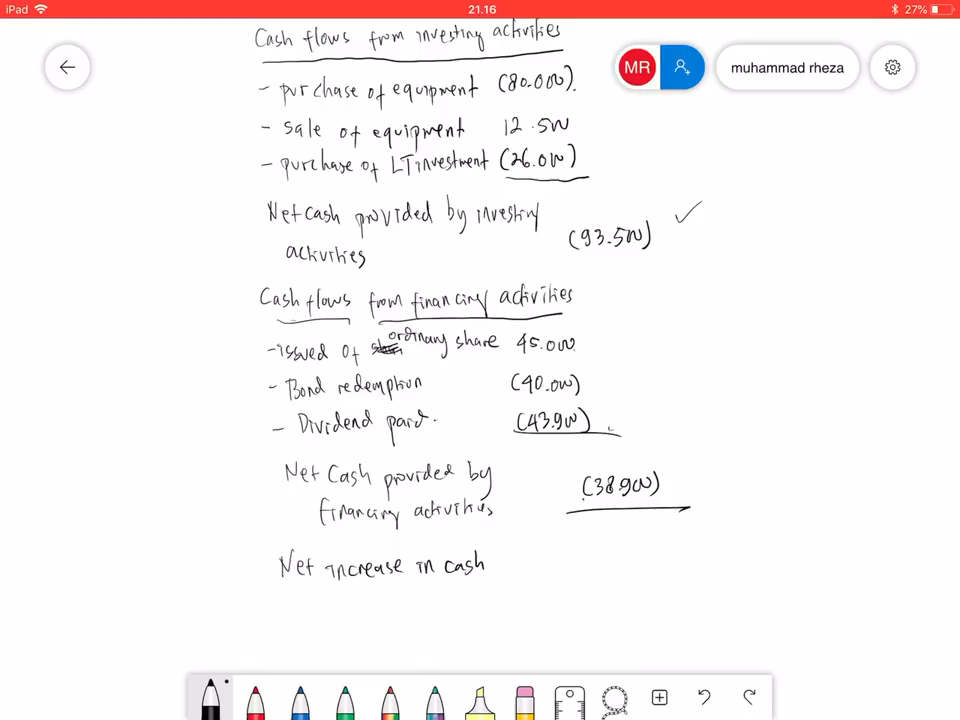 iPad
21.16
27%
Cash flows from investing activities
MR
muhammad rheza
- purchase of equipment (80.000).
- sale of equipment 12.500
- purchase of LT investment (26.000)
Net cash provided by investing
activities
(93.500)
Cash flows from financing activities
- issued of ordinary share 45.000
- Bond redemption (40.000)
- Dividend paid. (43.900)
Net Cash provided by
financing activities
(38.900)
Net increase in cash